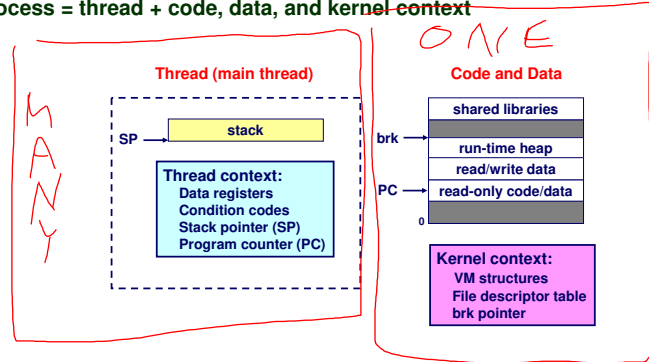 ocess = thread + code, data, and kernel context
ONCE
MANY
Thread (main thread)
SP
stack
Thread context:
Data registers
Condition codes
Stack pointer (SP)
Program counter (PC)
Code and Data
shared libraries
brk
run-time heap
read/write data
PC
read-only code/data
0
Kernel context:
VM structures
File descriptor table
brk pointer